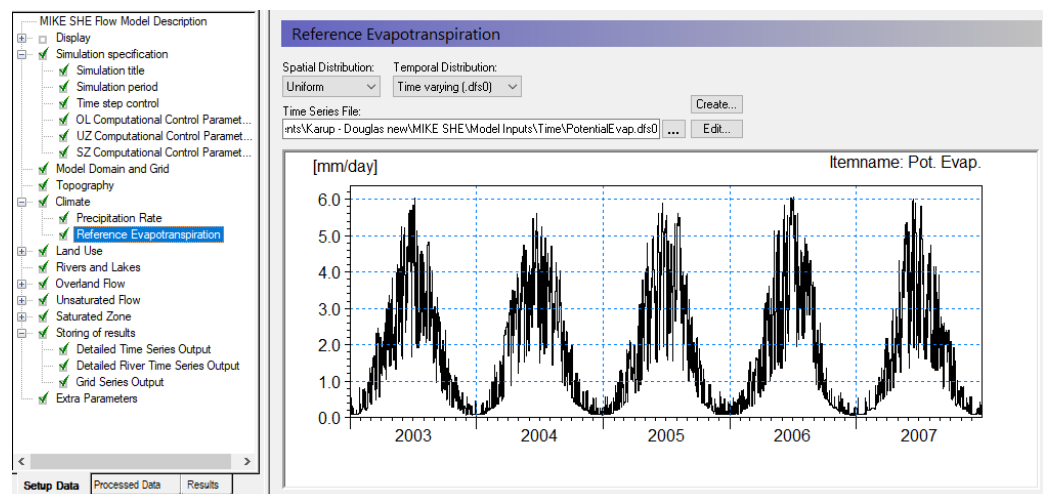 MIKE SHE Flow Model Description
Display
Simulation specification
Simulation title
Simulation period
Time step control
OL Computational Control Paramet...
UZ Computational Control Paramet...
SZ Computational Control Paramet...
Model Domain and Grid
Topography
Climate
Precipitation Rate
Reference Evapotranspiration
Land Use
Rivers and Lakes
Overland Flow
Unsaturated Flow
Saturated Zone
Storing of results
Detailed Time Series Output
Detailed River Time Series Output
Grid Series Output
Extra Parameters
Setup Data Processed Data Results
Reference Evapotranspiration
Spatial Distribution: Temporal Distribution:
Uniform Time varying (.dfs0)
Time Series File: Create...
nts\Karup - Douglas new\MIKE SHE\Model Inputs\Time\PotentialEvap.dfs0 ... Edit...
[mm/day] Itemname: Pot. Evap.
6.0
5.0
4.0
3.0
2.0
1.0
0.0
2003 2004 2005 2006 2007